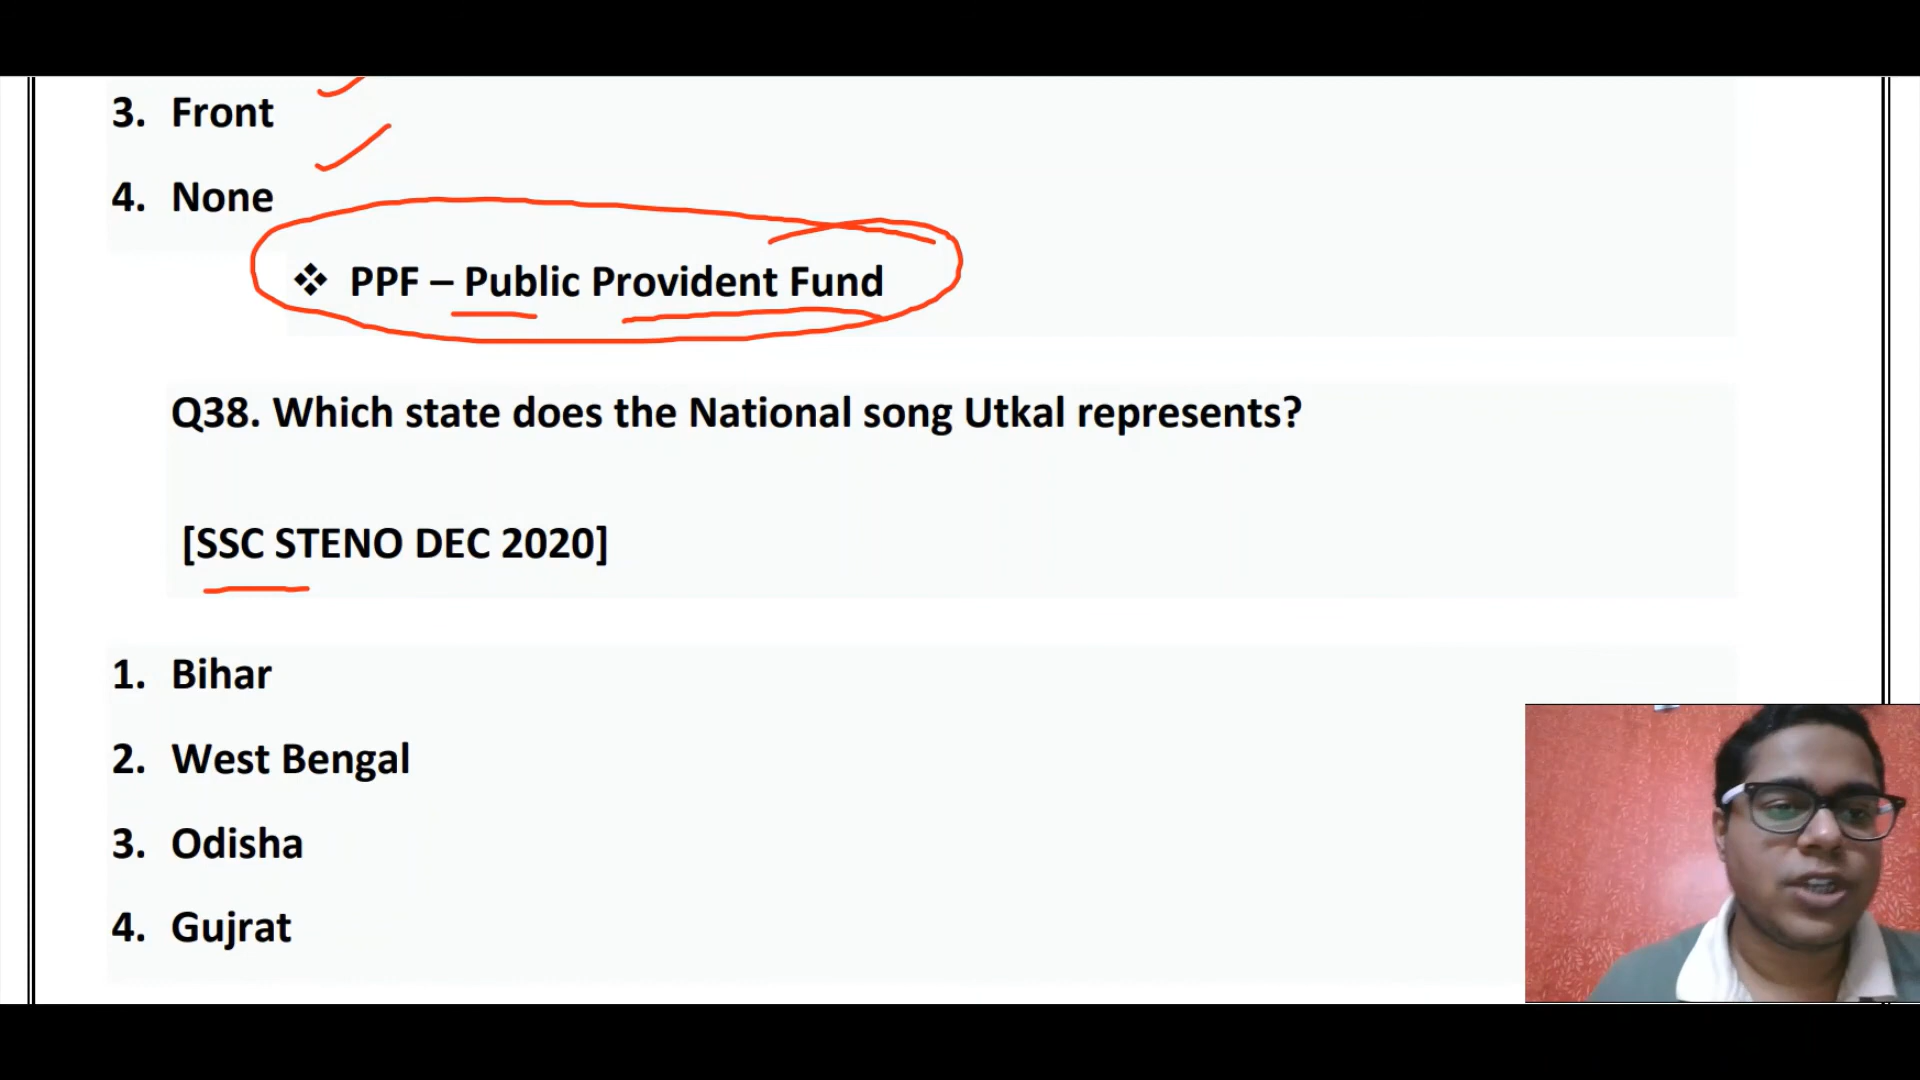 3. Front
4. None
❖ PPF – Public Provident Fund
Q38. Which state does the National song Utkal represents?
[SSC STENO DEC 2020]
1. Bihar
2. West Bengal
3. Odisha
4. Gujrat